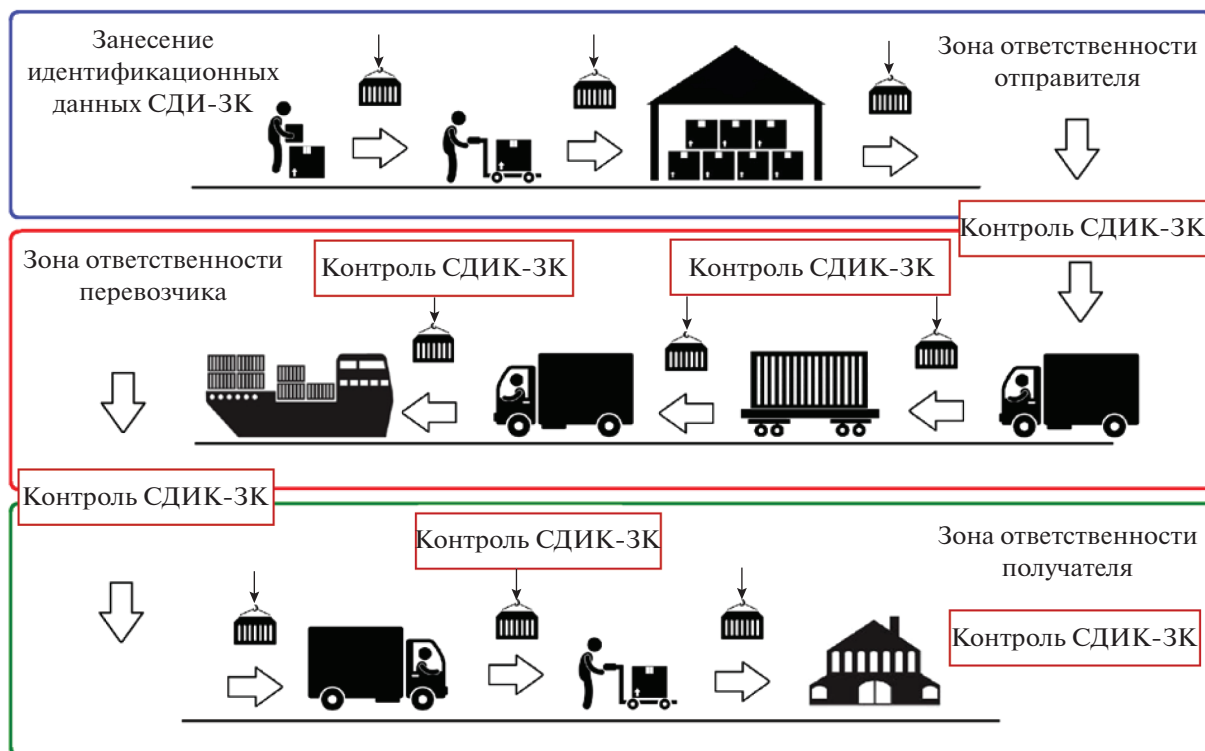 Занесение
идентификационных
данных СДИ-ЗК
Зона ответственности
отправителя
Контроль СДИК-ЗК
Зона ответственности
перевозчика
Контроль СДИК-ЗК
Контроль СДИК-ЗК
Контроль СДИК-ЗК
Контроль СДИК-ЗК
Зона ответственности
получателя
Контроль СДИК-ЗК